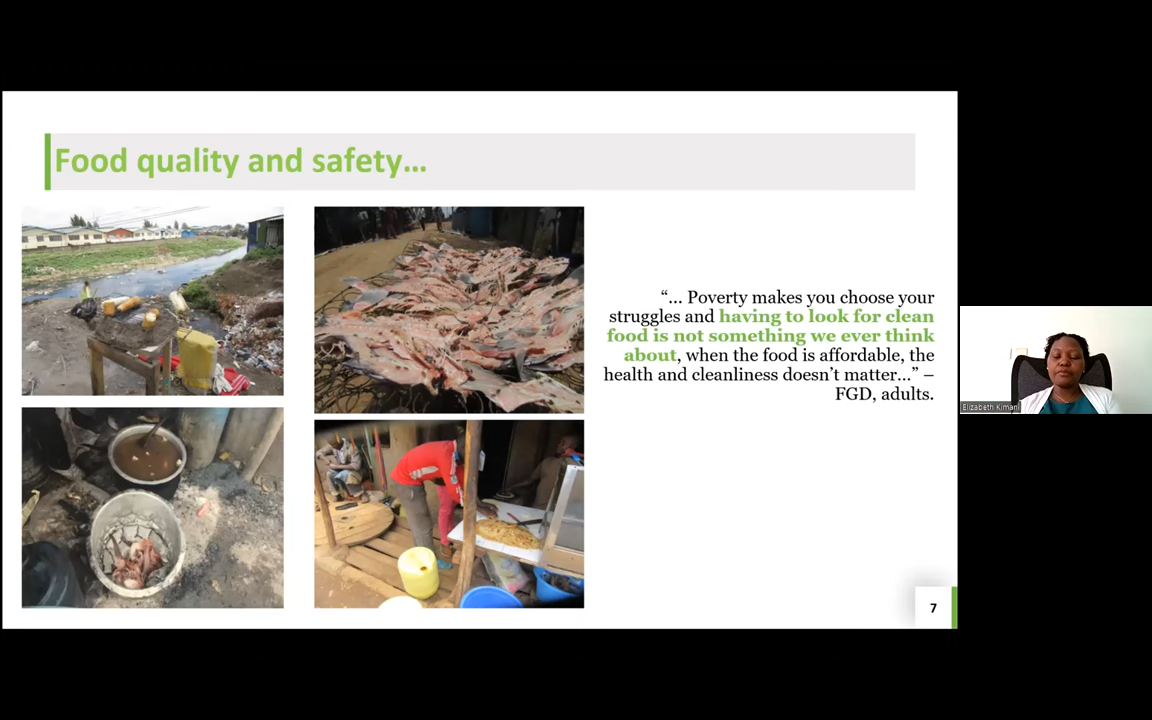 Food quality and safety...
“... Poverty makes you choose your
struggles and having to look for clean
food is not something we ever think
about, when the food is affordable, the
health and cleanliness doesn’t matter...” –
FGD, adults.
Elizabeth Kimani
7